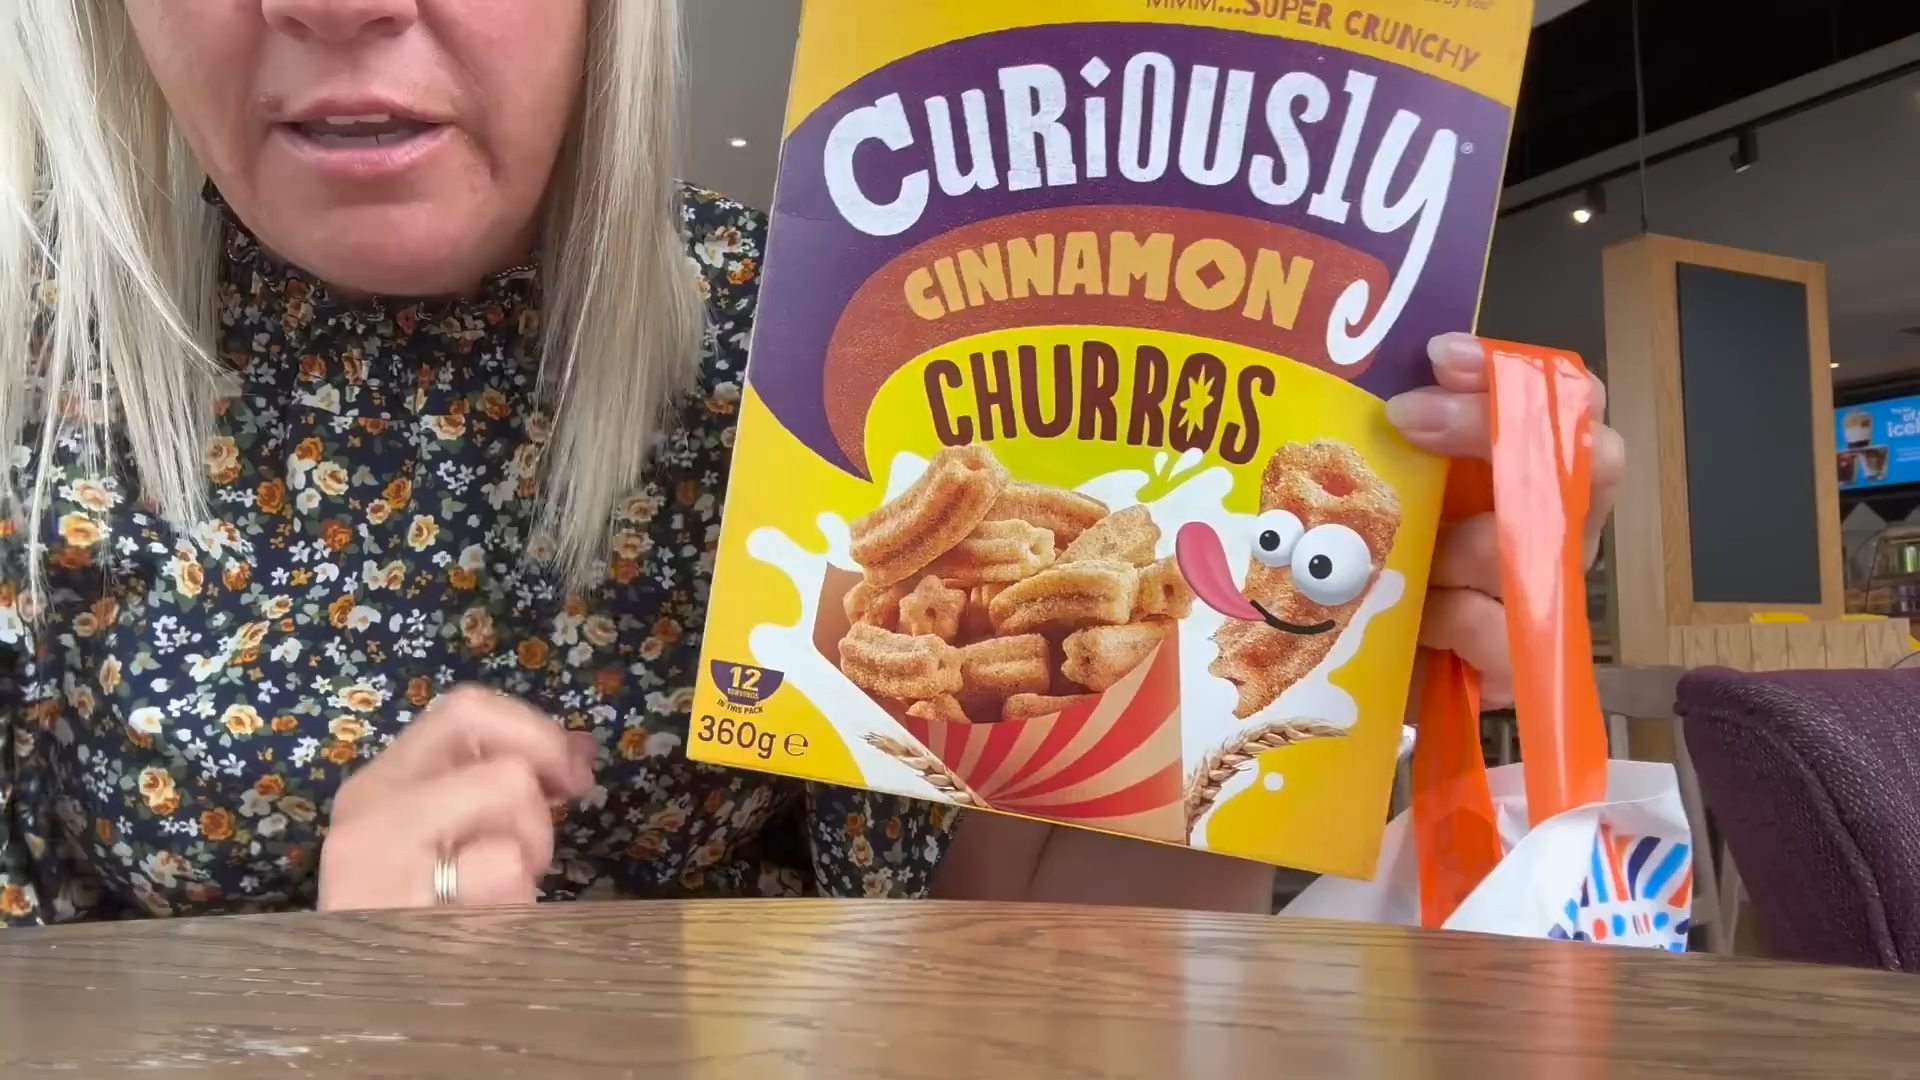 MMM...SUPER CRUNCHY
CURiOUSly®
CINNAMON
CHURROS
12
SERVINGS
IN THIS PACK
360g ℮